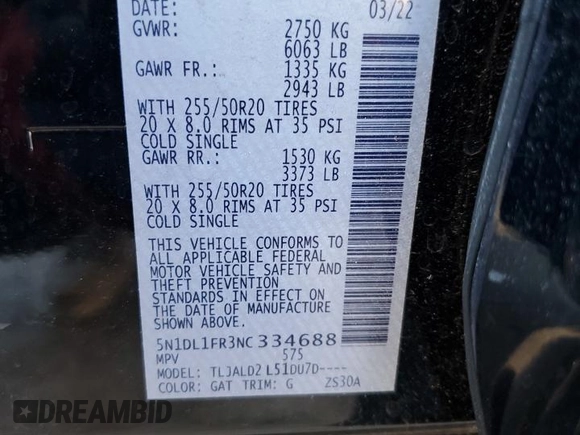 DATE: 03/22
GVWR: 2750 KG
6063 LB
GAWR FR.: 1335 KG
2943 LB
WITH 255/50R20 TIRES
20 X 8.0 RIMS AT 35 PSI
COLD SINGLE
GAWR RR.: 1530 KG
3373 LB
WITH 255/50R20 TIRES
20 X 8.0 RIMS AT 35 PSI
COLD SINGLE
THIS VEHICLE CONFORMS TO
ALL APPLICABLE FEDERAL
MOTOR VEHICLE SAFETY AND
THEFT PREVENTION
STANDARDS IN EFFECT ON
THE DATE OF MANUFACTURE
SHOWN ABOVE.
5N1DL1FR3NC334688
MPV 575
MODEL: TLJALD2 L51DU7D----
COLOR: GAT TRIM: G ZS30A
DREAMBID